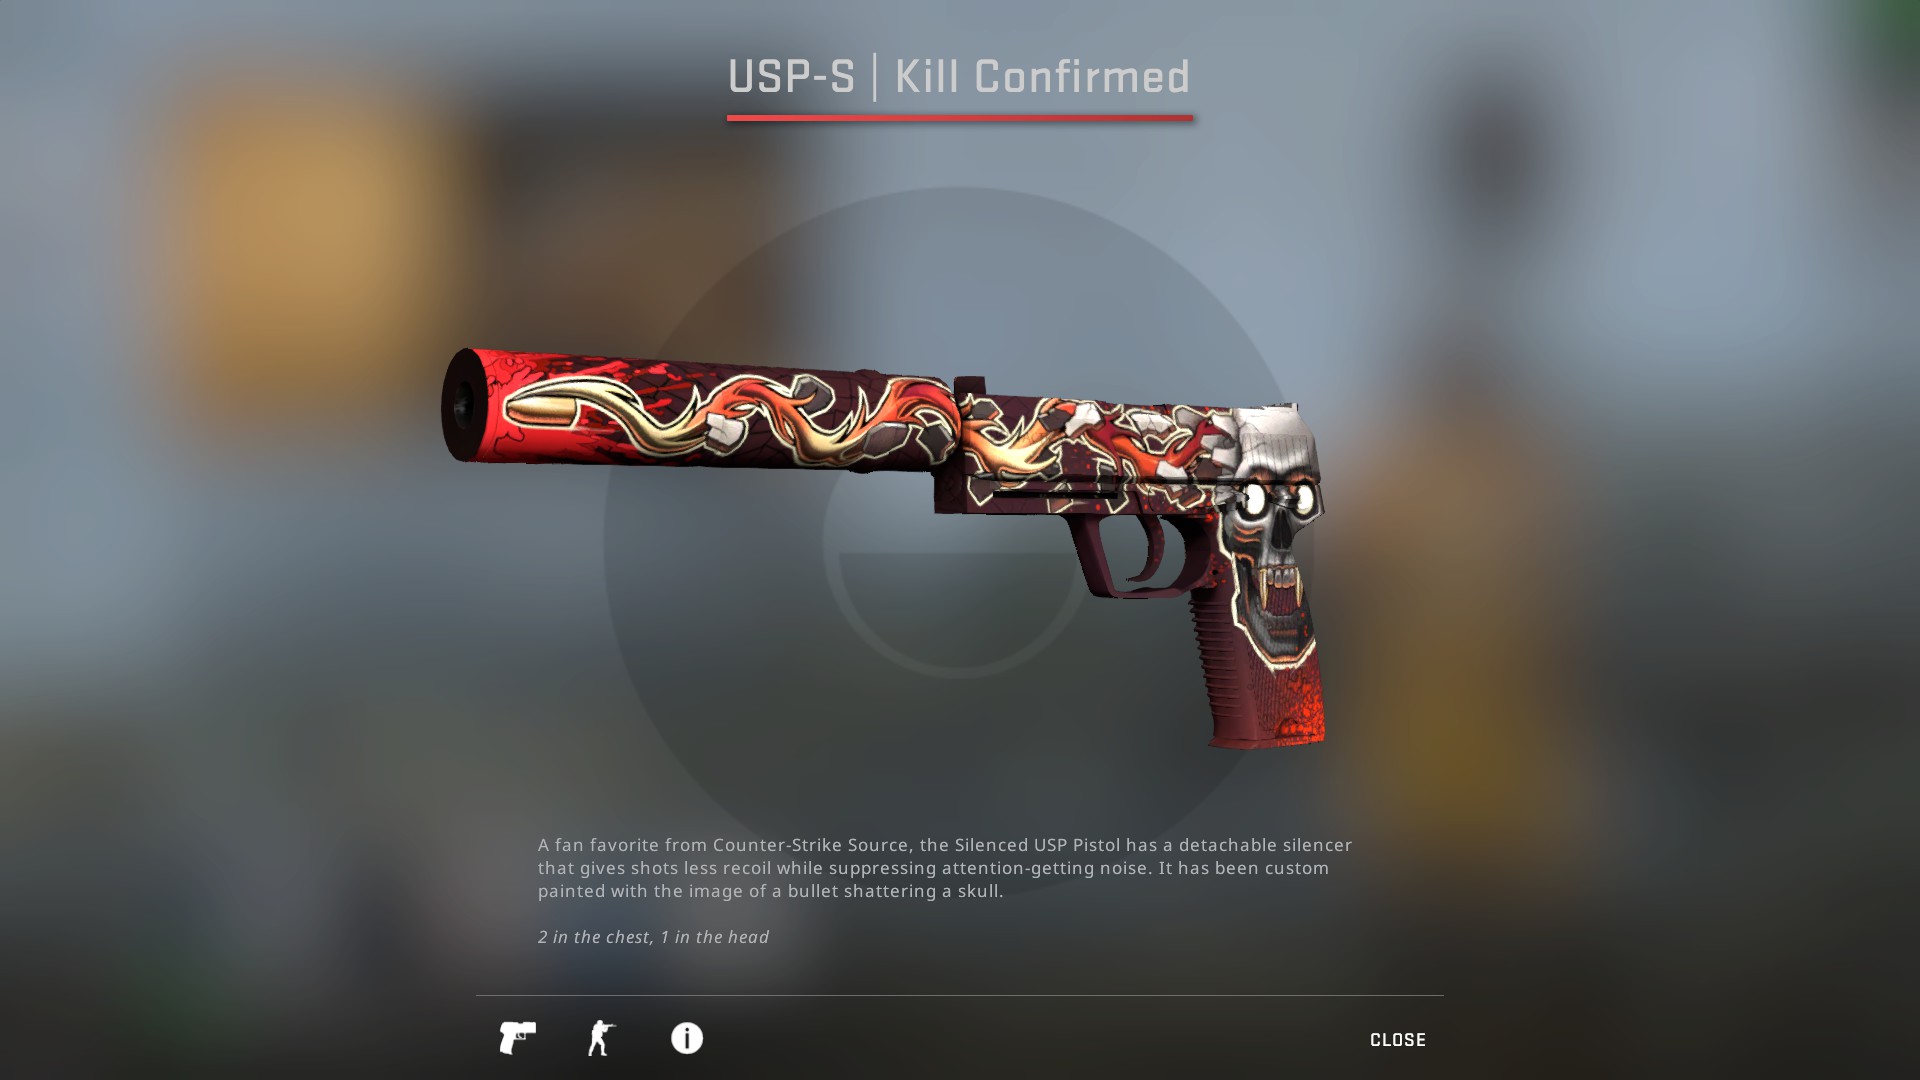 USP-S | Kill Confirmed
A fan favorite from Counter-Strike Source, the Silenced USP Pistol has a detachable silencer
that gives shots less recoil while suppressing attention-getting noise. It has been custom
painted with the image of a bullet shattering a skull.
2 in the chest, 1 in the head
CLOSE